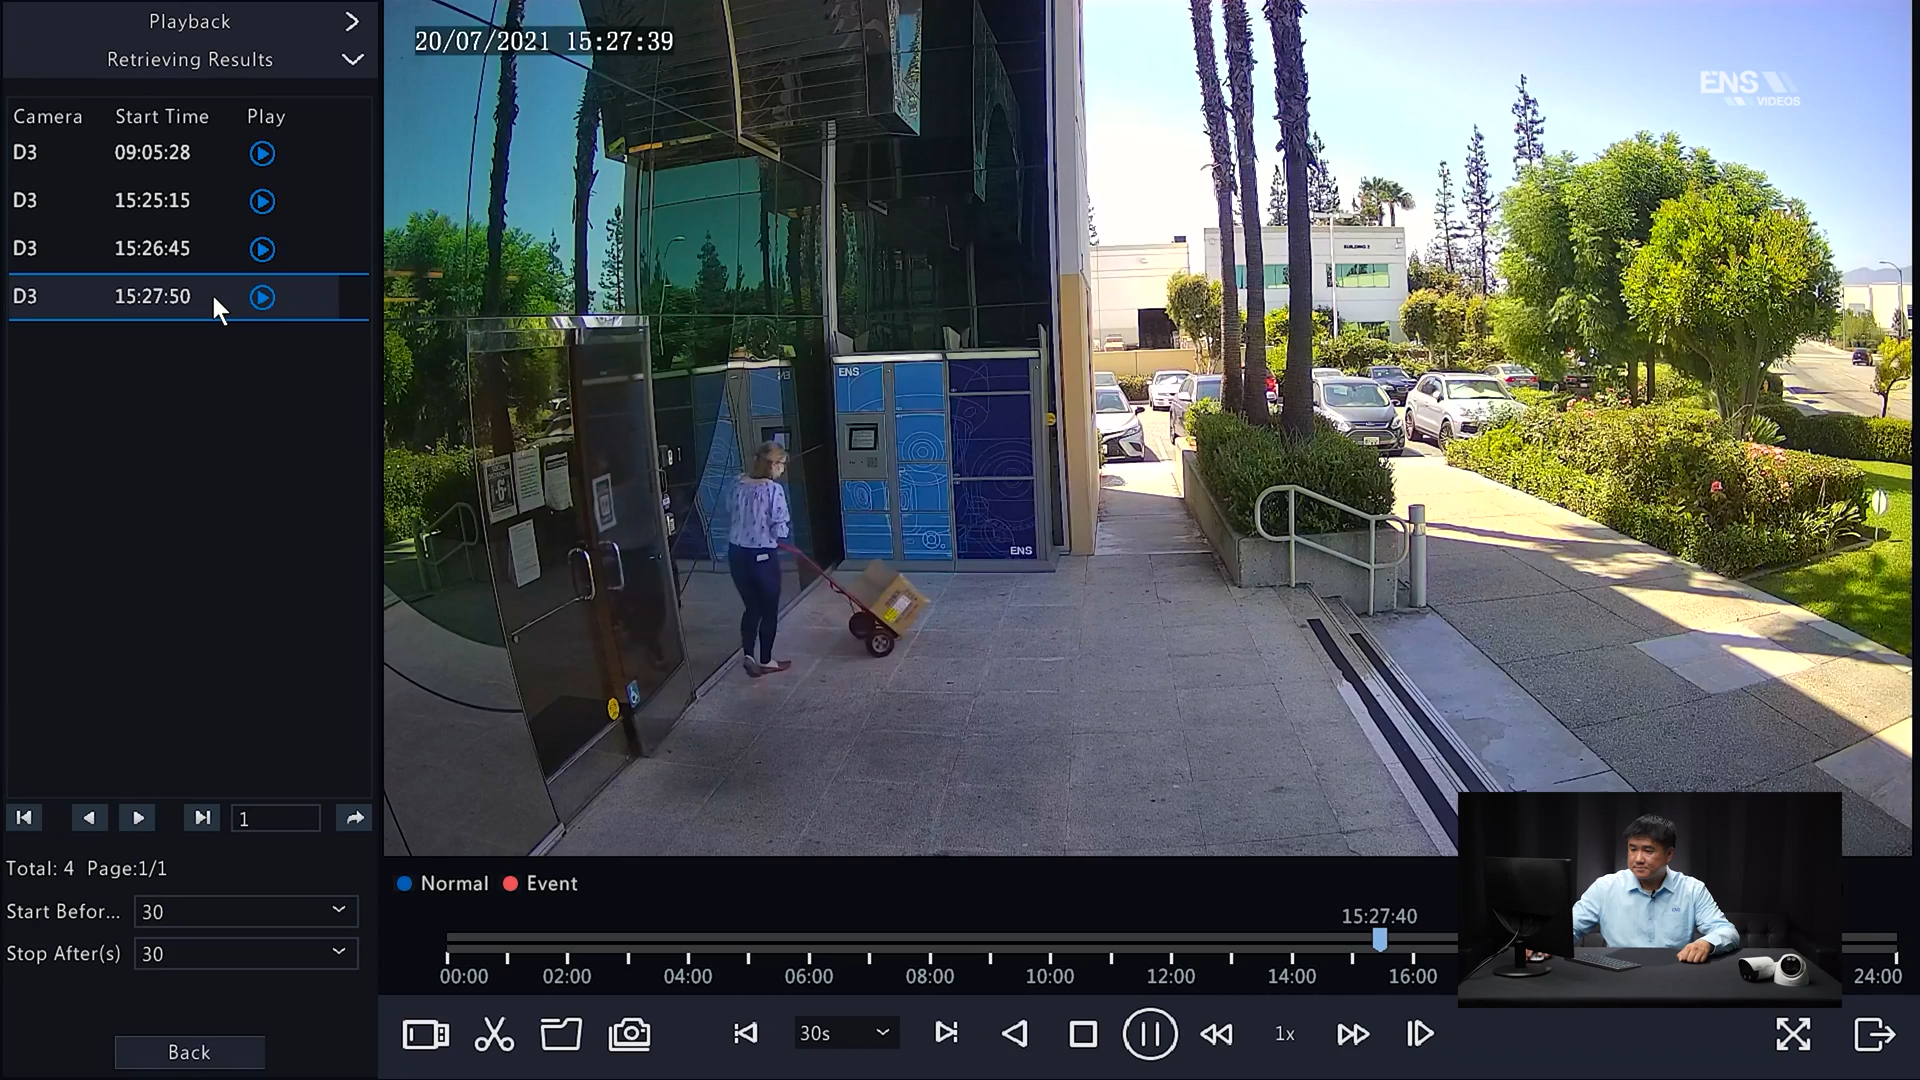 Playback
Retrieving Results
Camera Start Time Play
D3 09:05:28
D3 15:25:15
D3 15:26:45
D3 15:27:50
1
Total: 4 Page:1/1
Start Befor... 30
Stop After(s) 30
Back
20/07/2021 15:27:39
ENS
VIDEOS
BUILDING 2
ENS
ENS
Normal Event
15:27:40
00:00 02:00 04:00 06:00 08:00 10:00 12:00 14:00 16:00 24:00
30s
1x